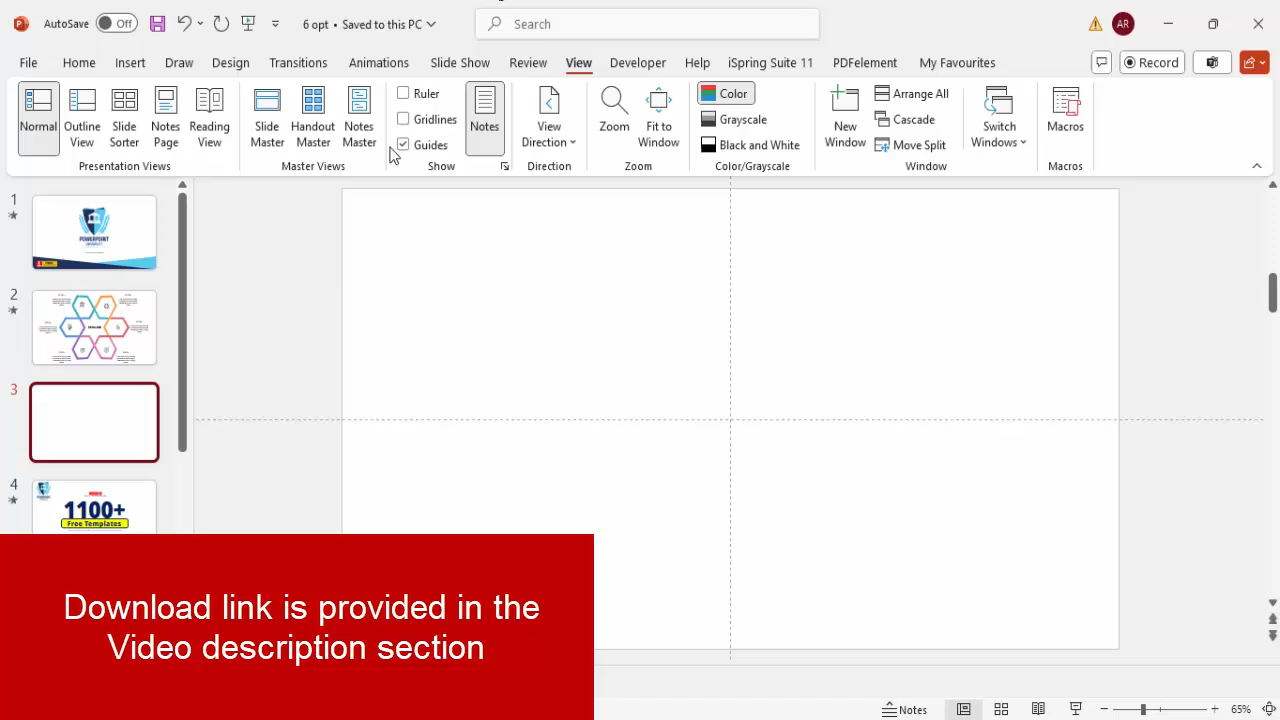 AutoSave Off 6 opt • Saved to this PC Search AR
File Home Insert Draw Design Transitions Animations Slide Show Review View Developer Help iSpring Suite 11 PDFelement My Favourites Record
Normal Outline View Slide Sorter Notes Page Reading View
Presentation Views
Slide Master Handout Master Notes Master
Master Views
Ruler
Gridlines
Guides
Show
Notes
View Direction
Direction
Zoom Fit to Window
Zoom
Color
Grayscale
Black and White
Color/Grayscale
New Window
Arrange All
Cascade
Move Split
Switch Windows
Window
Macros
Macros
1
POWERPOINT
UNIVERSITY
2
3
4
1100+
Free Templates
Download link is provided in the
Video description section
Notes 65%